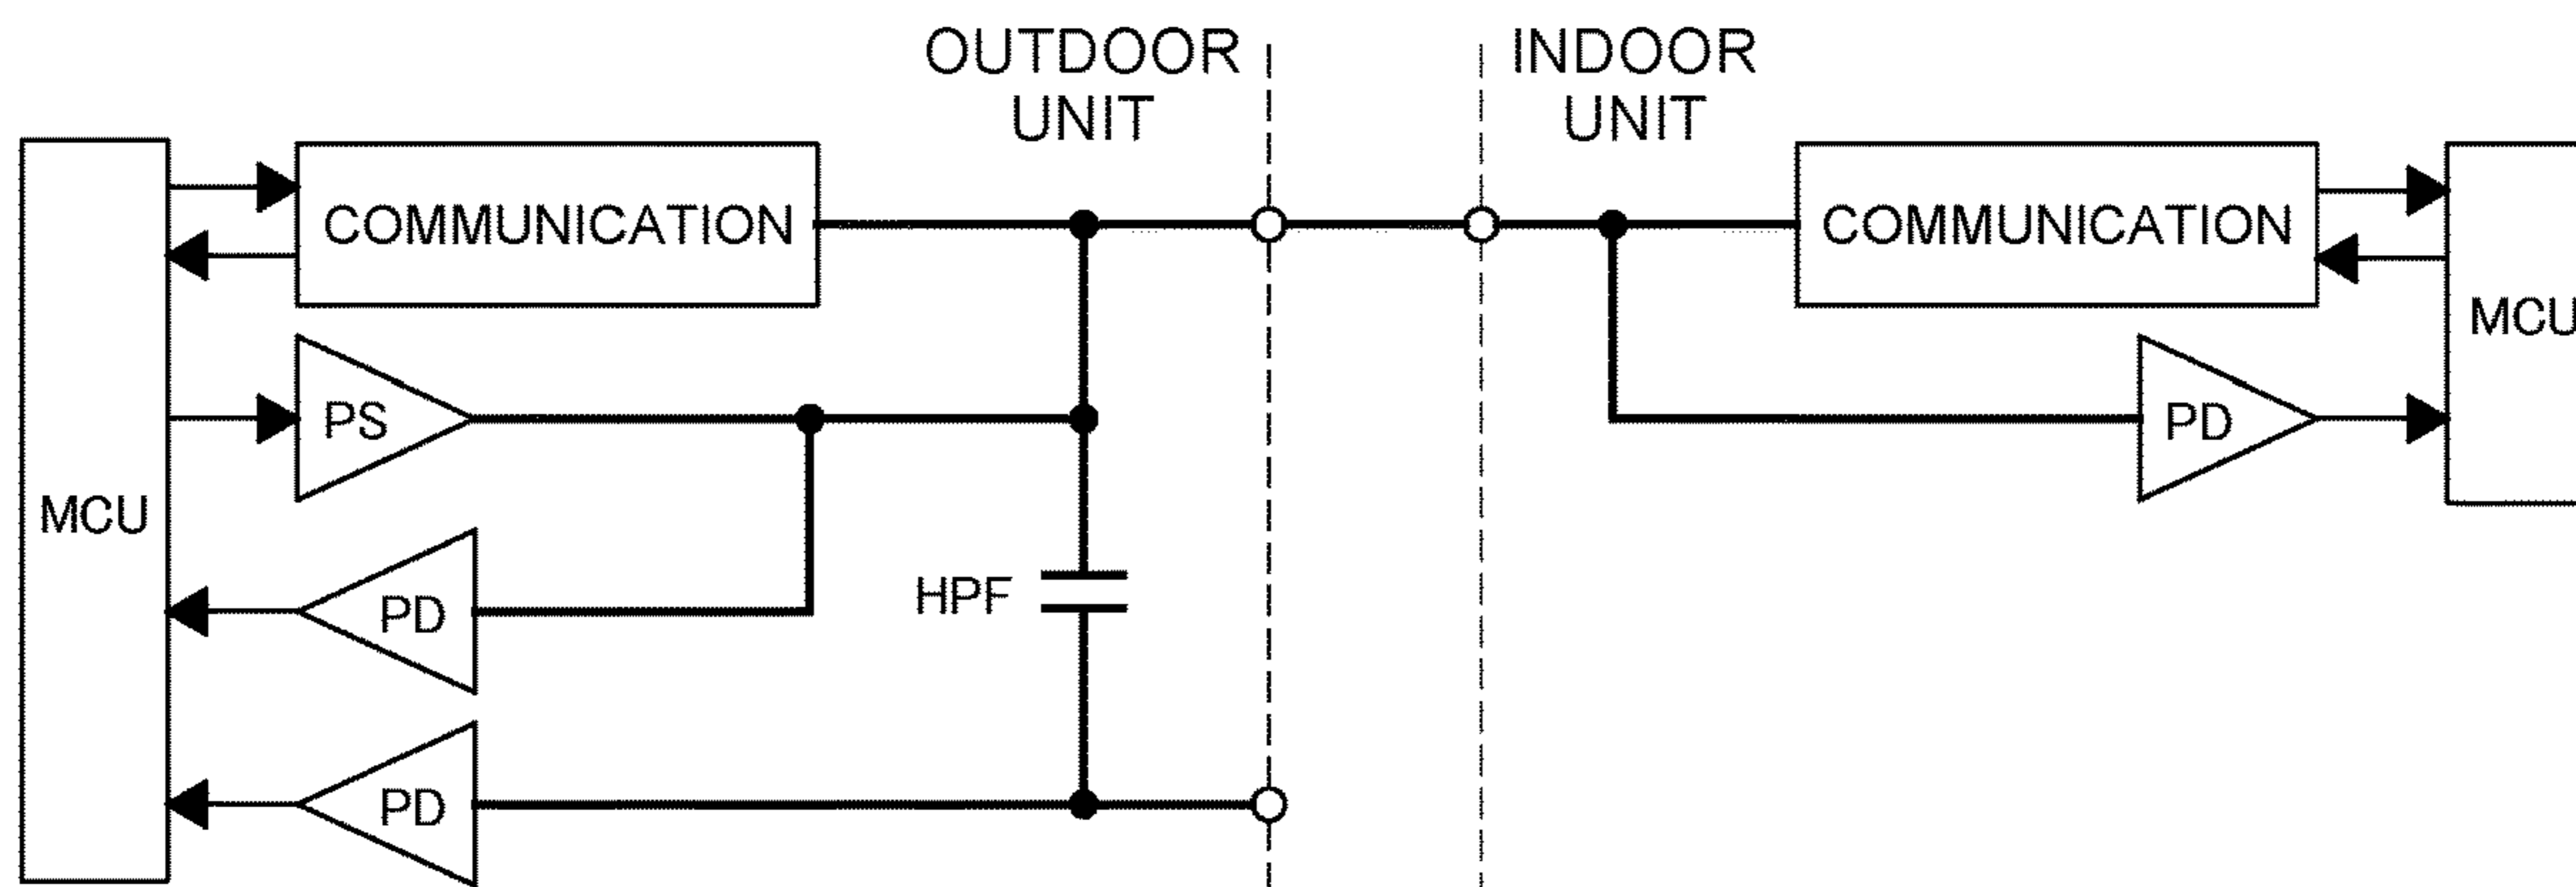 OUTDOOR
UNIT
INDOOR
UNIT
COMMUNICATION
COMMUNICATION
MCU
PS
PD
MCU
PD
HPF
PD